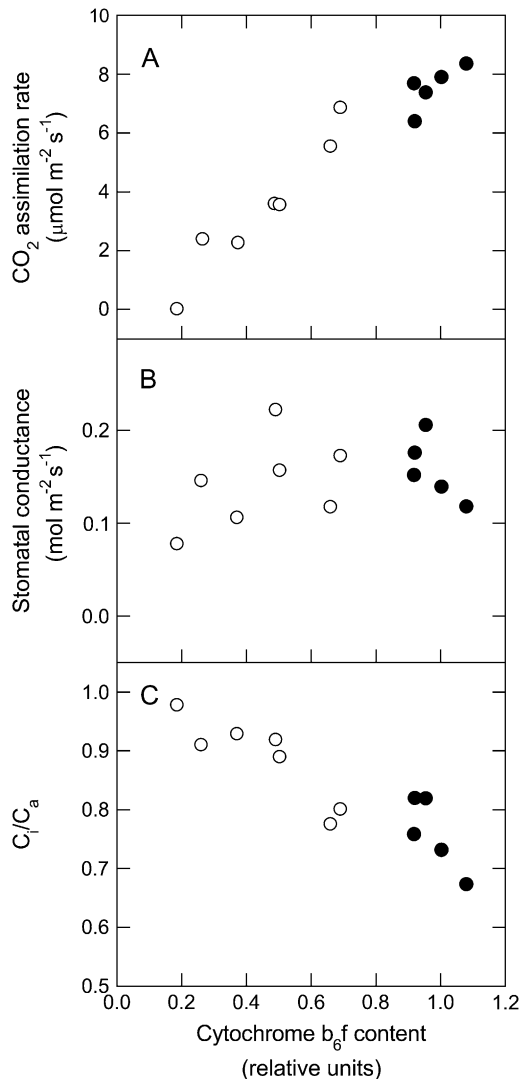 A
10
8
6
4
2
0
CO₂ assimilation rate
(μmol m⁻² s⁻¹)
B
0.2
0.1
0.0
Stomatal conductance
(mol m⁻² s⁻¹)
C
1.0
0.9
0.8
0.7
0.6
0.5
Cᵢ/Cₐ
0.0 0.2 0.4 0.6 0.8 1.0 1.2
Cytochrome b₆f content
(relative units)